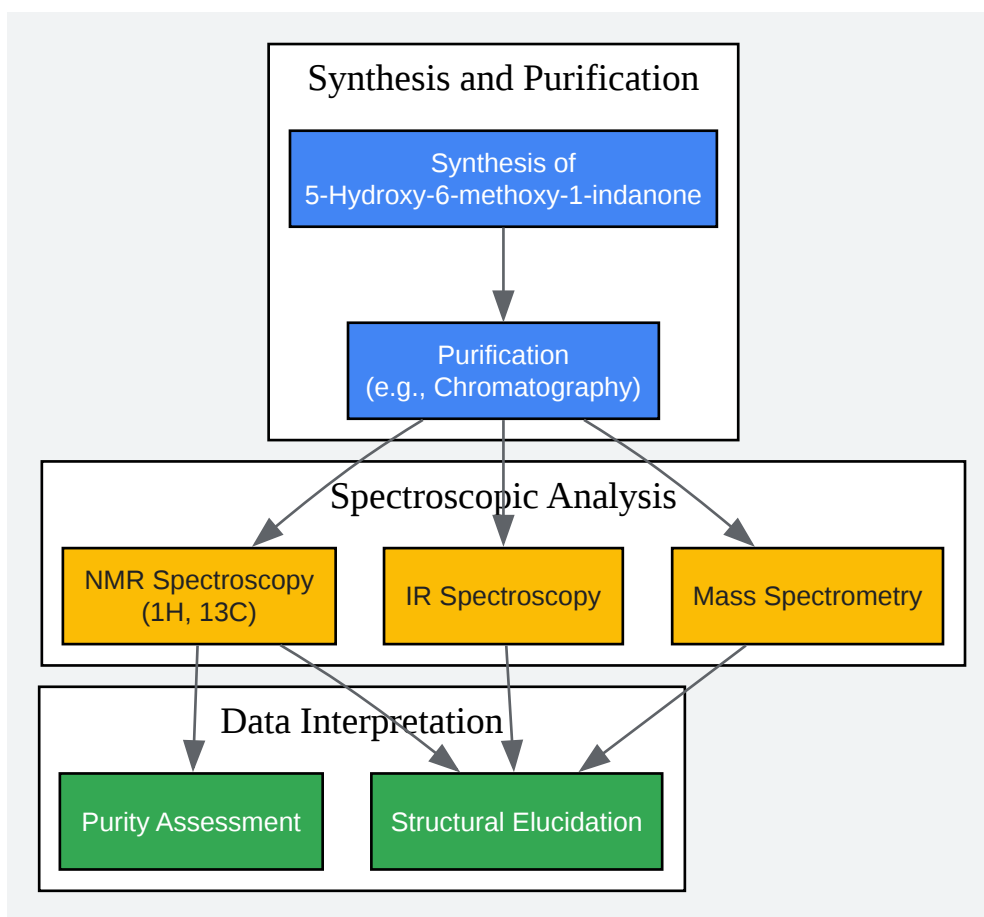 Synthesis and Purification
Synthesis of
5-Hydroxy-6-methoxy-1-indanone
Purification
(e.g., Chromatography)
Spectroscopic Analysis
NMR Spectroscopy
(1H, 13C)
IR Spectroscopy
Mass Spectrometry
Data Interpretation
Purity Assessment
Structural Elucidation